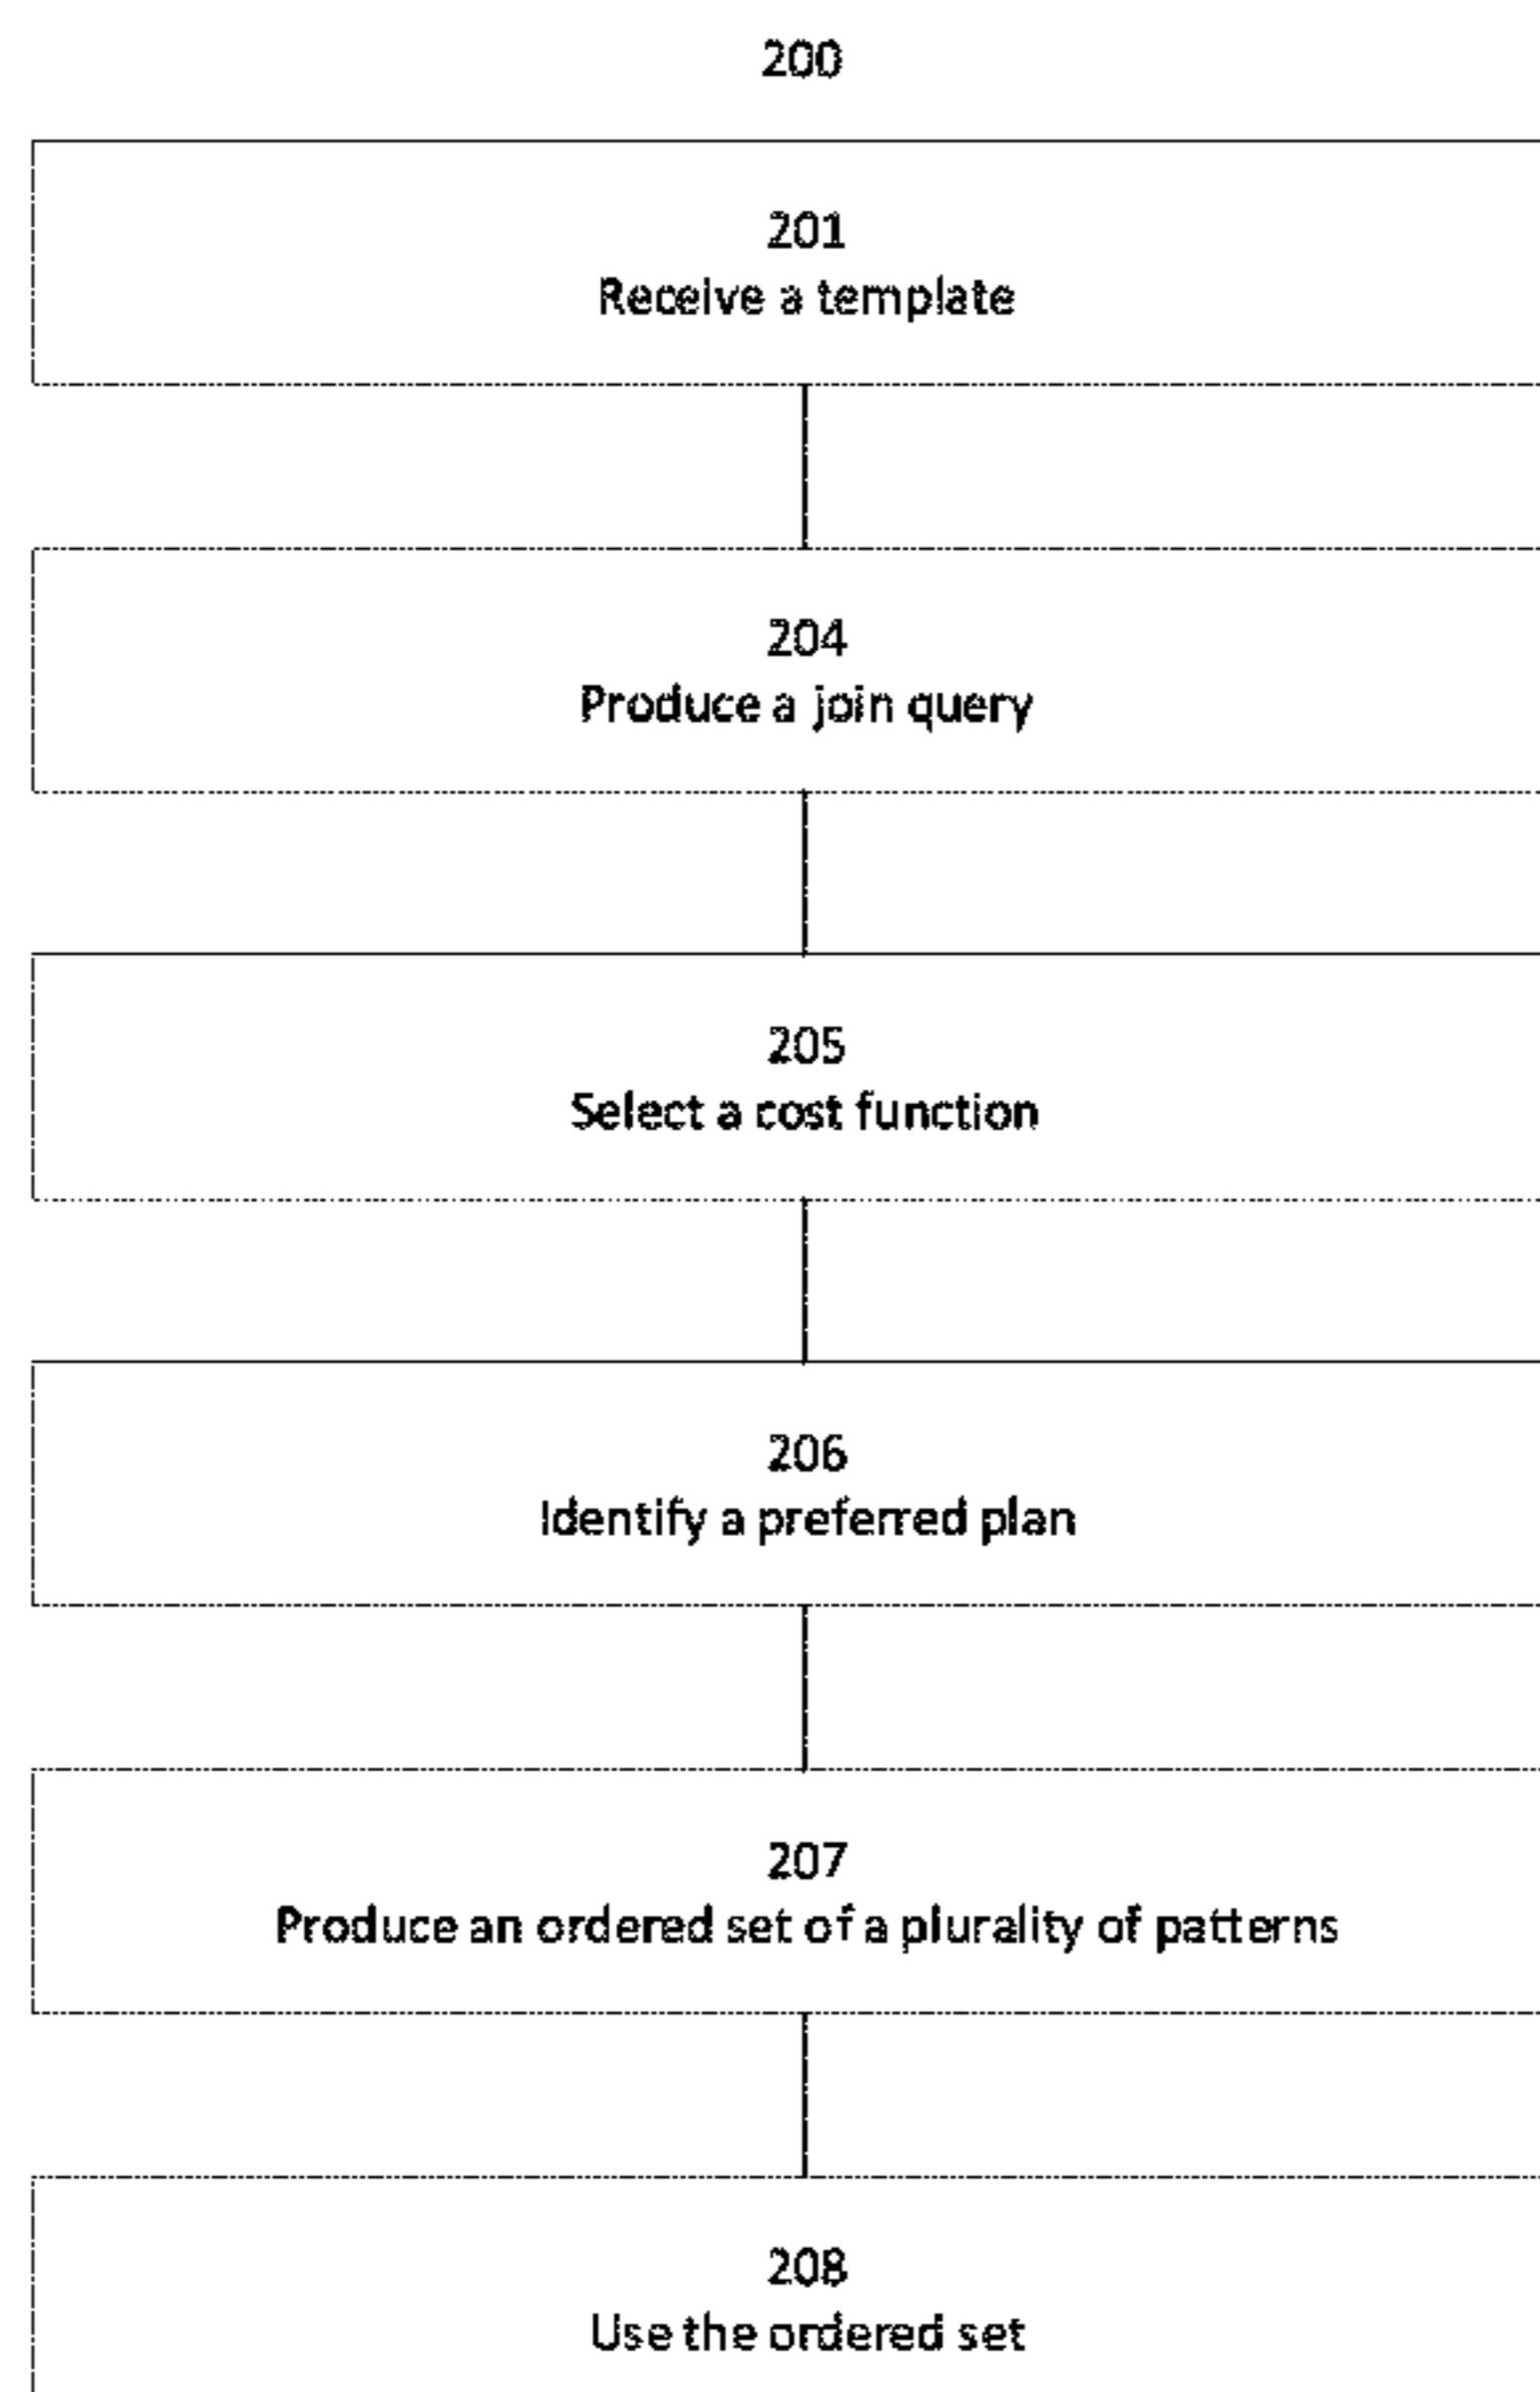 200
201
Receive a template
204
Produce a join query
205
Select a cost function
206
Identify a preferred plan
207
Produce an ordered set of a plurality of patterns
208
Use the ordered set